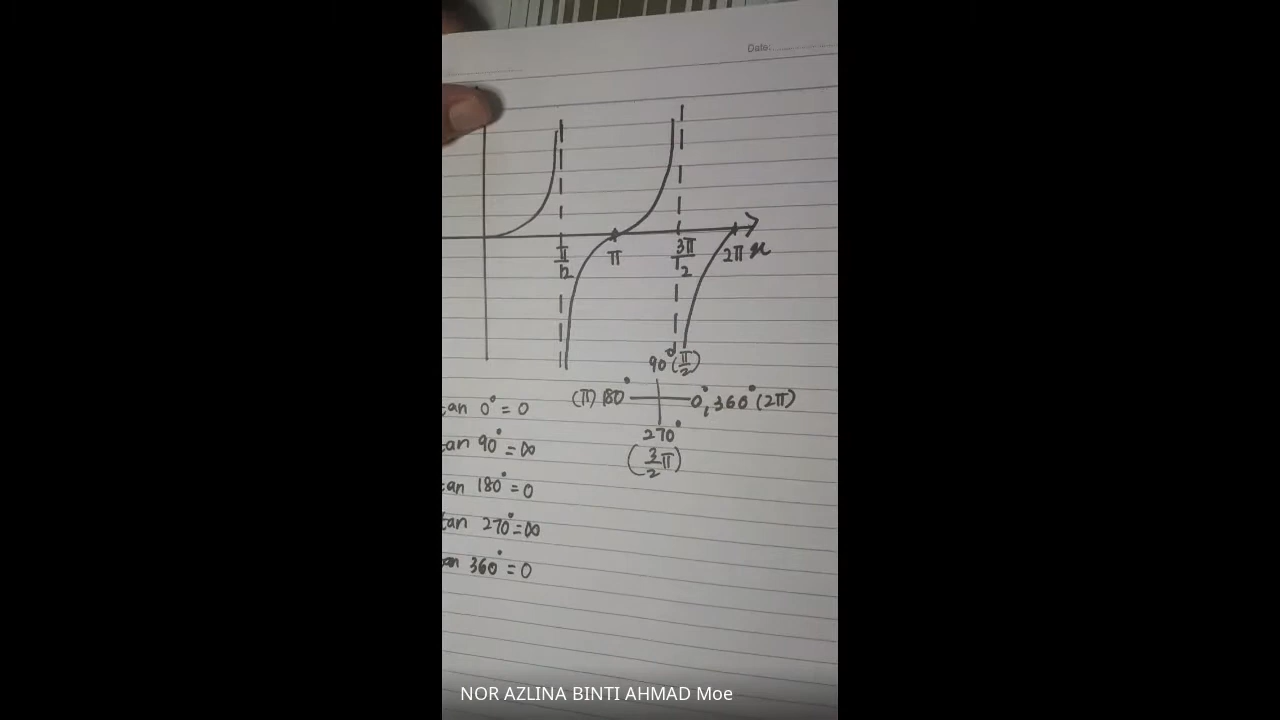 Date:
π/2 π 3π/2 2π x
90° (π/2)
(π) 180° 0°, 360° (2π)
270°
(3/2 π)
tan 0° = 0
tan 90° = ∞
tan 180° = 0
tan 270° = ∞
tan 360° = 0
NOR AZLINA BINTI AHMAD Moe